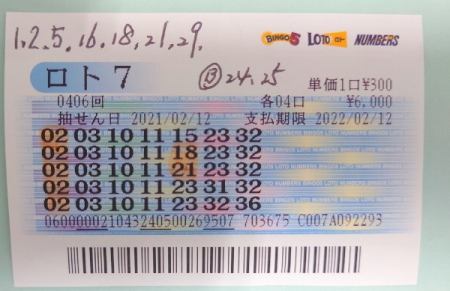 1.2.5.16.18.21.29.
BINGO5 LOTO ロト NUMBERS
ロト7
⑬ 24.25
単価1口¥300
0406回 各04口 ¥6,000
抽せん日 2021/02/12 支払期限 2022/02/12
02 03 10 11 15 23 32
02 03 10 11 18 23 32
02 03 10 11 21 23 32
02 03 10 11 23 31 32
02 03 10 11 23 32 36
060000021043240500269507 703675 C007A092293